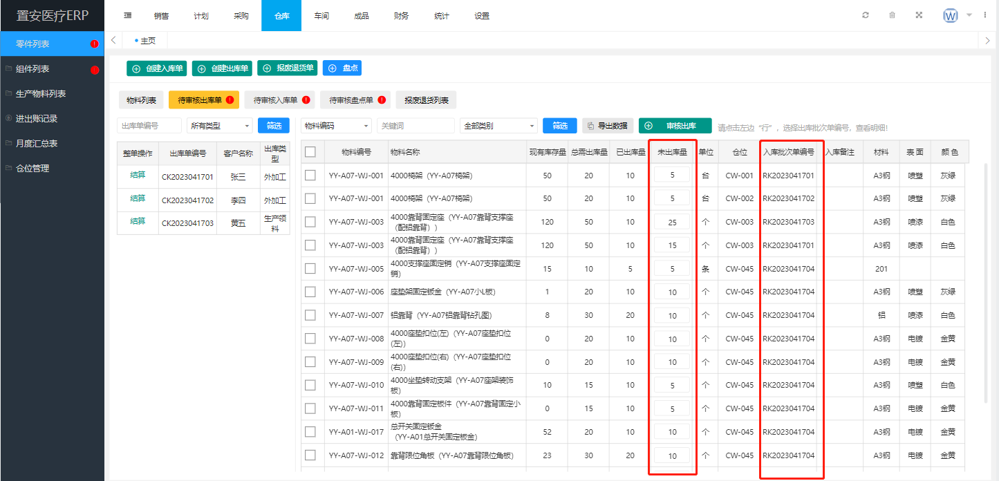 置安医疗ERP
销售 计划 采购 仓库 车间 成品 财务 统计 设置
W
零件列表 !
组件列表
生产物料列表
进出账记录
月度汇总表
仓位管理
主页
创建入库单 创建出库单 报废退货单 盘点
物料列表 待审核出库单 ! 待审核入库单 ! 待审核盘点单 ! 报废退货列表
出库单编号 所有类型 筛选
整单操作 出库单编号 客户名称 出库类型
结算 CK2023041701 张三 外加工
结算 CK2023041702 李四 外加工
结算 CK2023041703 黄五 生产领料
物料编码 关键词 全部类别 筛选 导出数据 审核出库 请点击左边“行”，选择出库批次单编号，查看明细!
物料编号 物料名称 现有库存量 总需出库量 已出库量 未出库量 单位 仓位 入库批次单编号 入库备注 材料 表面 颜色
YY-A07-WJ-001 4000椅架（YY-A07椅架） 50 20 10 5 台 CW-001 RK2023041701 A3钢 喷塑 灰绿
YY-A07-WJ-001 4000椅架（YY-A07椅架） 50 20 10 5 台 CW-002 RK2023041702 A3钢 喷塑 灰绿
YY-A07-WJ-003 4000靠背固定座（YY-A07靠背支撑座（配铝靠背）） 120 50 10 25 个 CW-003 RK2023041703 A3钢 喷漆 白色
YY-A07-WJ-003 4000靠背固定座（YY-A07靠背支撑座（配铝靠背）） 120 50 10 15 个 CW-003 RK2023041701 A3钢 喷漆 白色
YY-A07-WJ-005 4000支撑座固定销（YY-A07支撑座固定销） 15 10 5 5 条 CW-045 RK2023041704 201
YY-A07-WJ-006 座垫架固定钣金（YY-A07小L板） 1 20 10 10 个 CW-045 RK2023041704 A3钢 喷塑 灰绿
YY-A07-WJ-007 铝靠背（YY-A07铝靠背钻孔图） 8 30 20 10 个 CW-045 RK2023041704 铝 喷漆 白色
YY-A07-WJ-008 4000座垫扣位(左)（YY-A07座垫扣位(左)） 0 20 10 10 个 CW-045 RK2023041704 A3钢 电镀 金黄
YY-A07-WJ-009 4000座垫扣位(右)（YY-A07座垫扣位(右)） 0 20 10 10 个 CW-045 RK2023041704 A3钢 电镀 金黄
YY-A07-WJ-010 4000坐垫转动支架（YY-A07座架装饰板） 10 15 10 5 个 CW-045 RK2023041704 A3钢 喷塑 白色
YY-A07-WJ-011 4000靠背固定板件（YY-A07靠背固定小板） 0 15 10 5 个 CW-045 RK2023041704 A3钢 电镀 金黄
YY-A01-WJ-017 总开关固定钣金（YY-A01总开关固定板金） 52 20 10 10 个 CW-045 RK2023041704 A3钢 电镀 金黄
YY-A07-WJ-012 靠背限位角板（YY-A07靠背限位角板） 23 30 20 10 个 CW-045 RK2023041704 A3钢 电镀 金黄